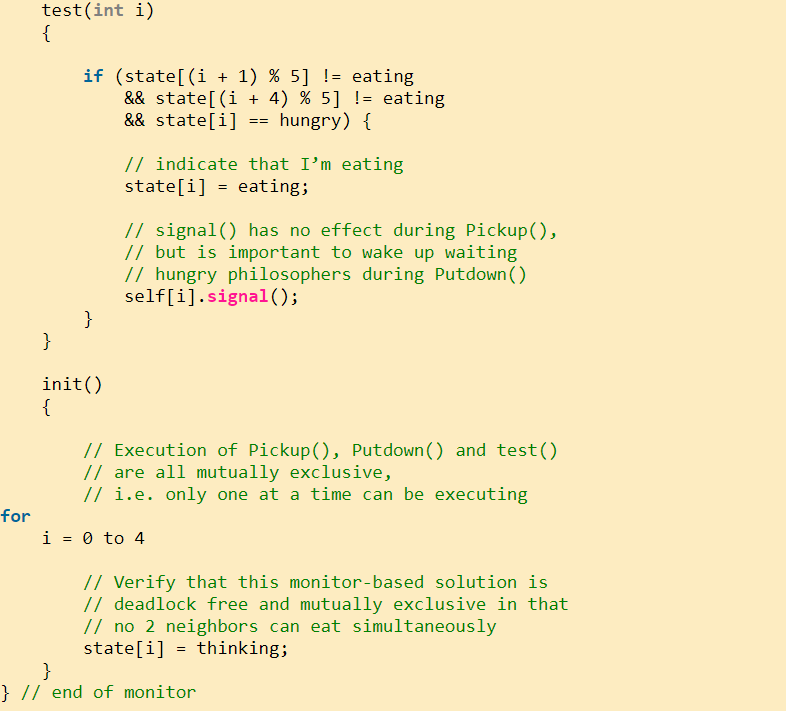 test(int i)
{
if (state[(i + 1) % 5] != eating
&& state[(i + 4) % 5] != eating
&& state[i] == hungry) {
// indicate that I’m eating
state[i] = eating;
// signal() has no effect during Pickup(),
// but is important to wake up waiting
// hungry philosophers during Putdown()
self[i].signal();
}
}
init()
{
// Execution of Pickup(), Putdown() and test()
// are all mutually exclusive,
// i.e. only one at a time can be executing
for
i = 0 to 4
// Verify that this monitor-based solution is
// deadlock free and mutually exclusive in that
// no 2 neighbors can eat simultaneously
state[i] = thinking;
}
} // end of monitor